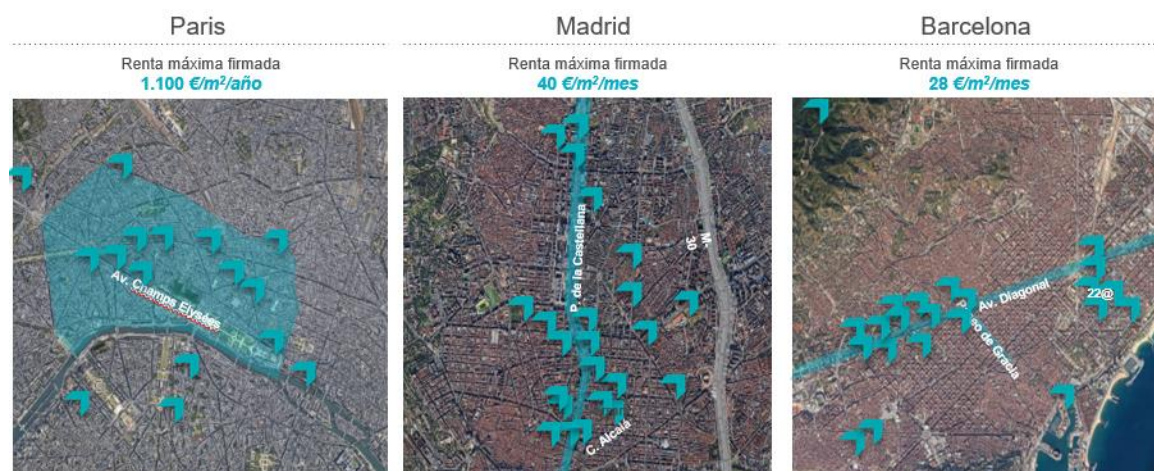 Paris
Renta máxima firmada
1.100 €/m²/año
Av. Champs Elysées
Madrid
Renta máxima firmada
40 €/m²/mes
P. de la Castellana
M-
30
C. Alcalá
Barcelona
Renta máxima firmada
28 €/m²/mes
Av. Diagonal
de Gracia
22@